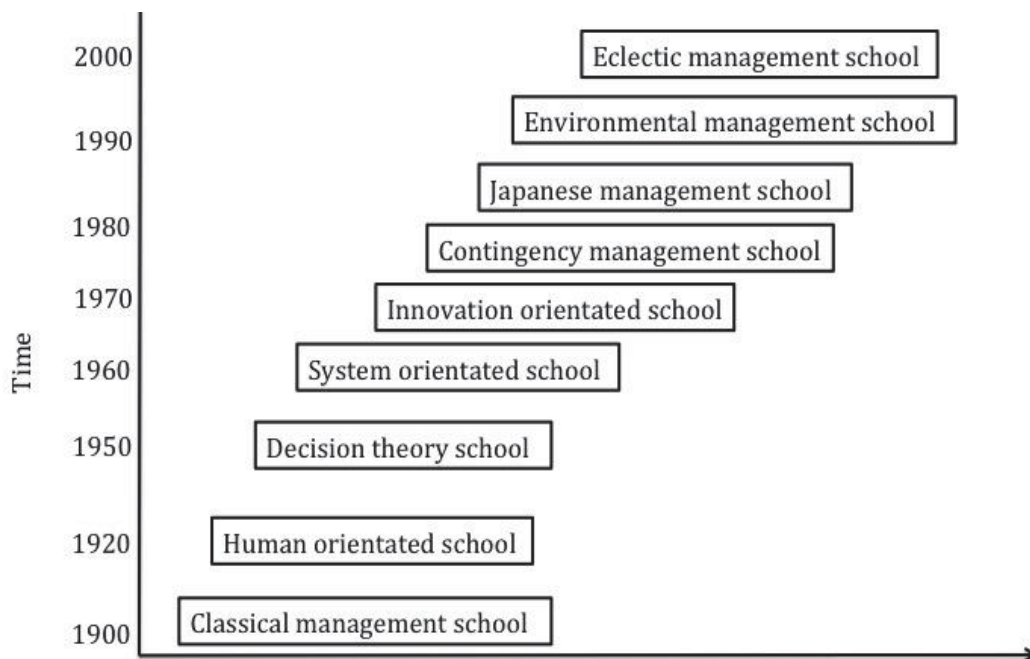 2000
Eclectic management school
Environmental management school
1990
Japanese management school
1980
Contingency management school
1970
Innovation orientated school
Time
1960
System orientated school
1950
Decision theory school
1920
Human orientated school
1900
Classical management school